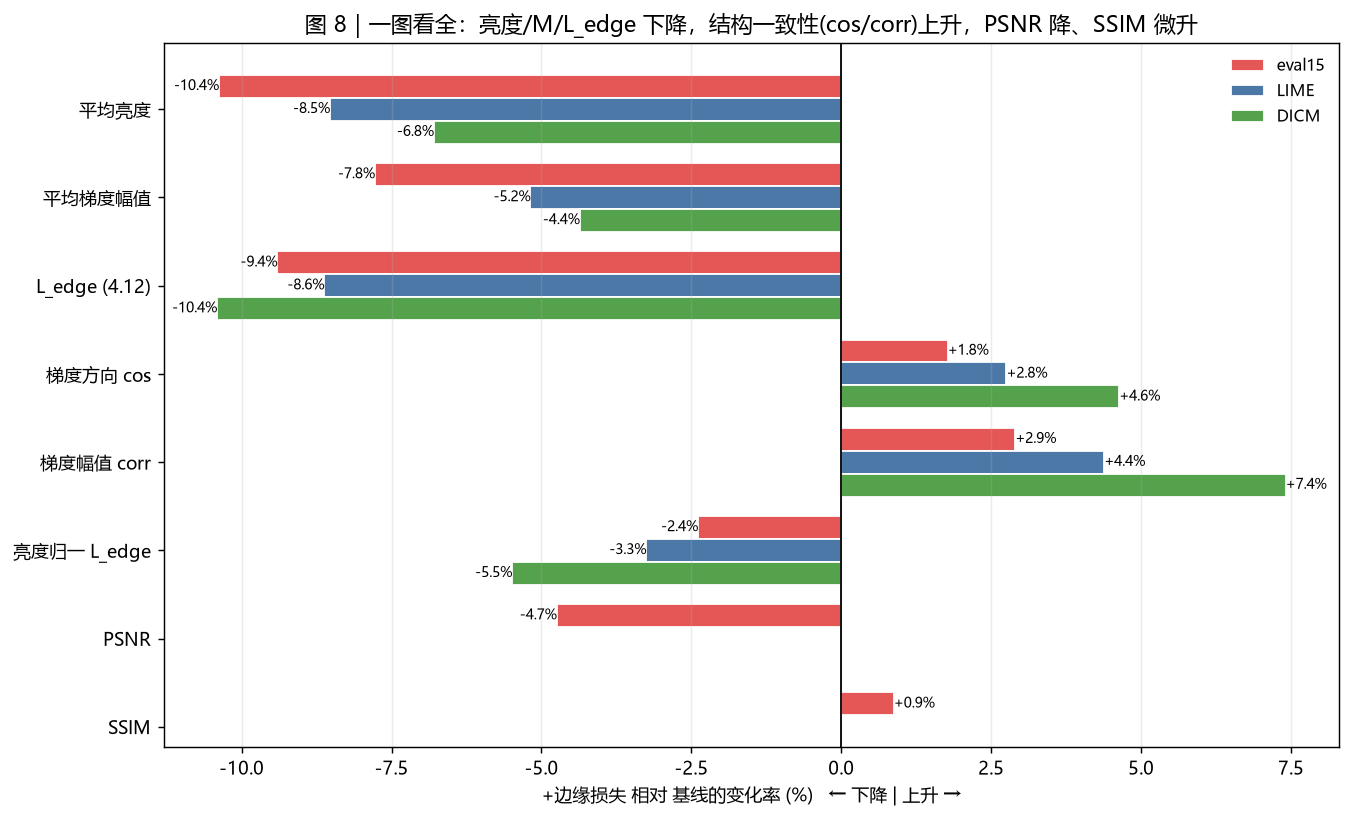 图 8 | 一图看全：亮度/M/L_edge 下降，结构一致性(cos/corr)上升，PSNR 降、SSIM 微升
eval15
LIME
DICM
平均亮度
-10.4%
-8.5%
-6.8%
平均梯度幅值
-7.8%
-5.2%
-4.4%
L_edge (4.12)
-9.4%
-8.6%
-10.4%
梯度方向 cos
+1.8%
+2.8%
+4.6%
梯度幅值 corr
+2.9%
+4.4%
+7.4%
亮度归一 L_edge
-2.4%
-3.3%
-5.5%
PSNR
-4.7%
SSIM
+0.9%
-10.0 -7.5 -5.0 -2.5 0.0 2.5 5.0 7.5
+边缘损失 相对 基线的变化率 (%) ← 下降 | 上升 →